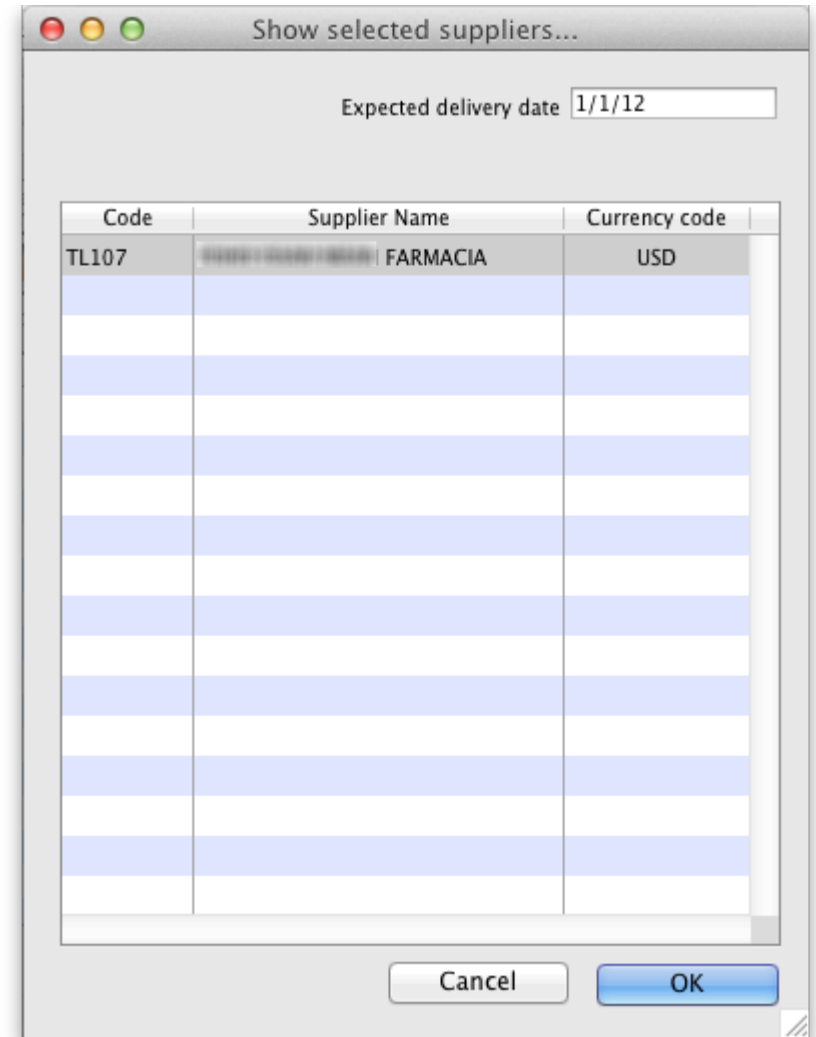 Show selected suppliers...
Expected delivery date 1/1/12
Code Supplier Name Currency code
TL107 FARMACIA USD
Cancel OK